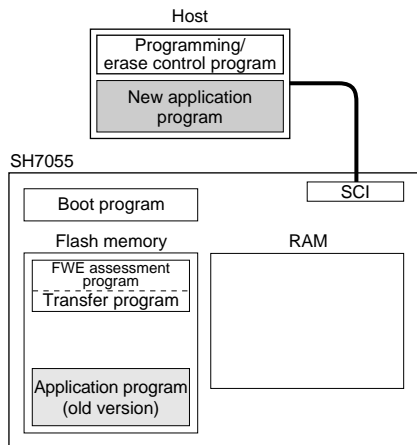 Host
Programming/
erase control program
New application
program
SH7055
SCI
Boot program
Flash memory
RAM
FWE assessment
program
Transfer program
Application program
(old version)